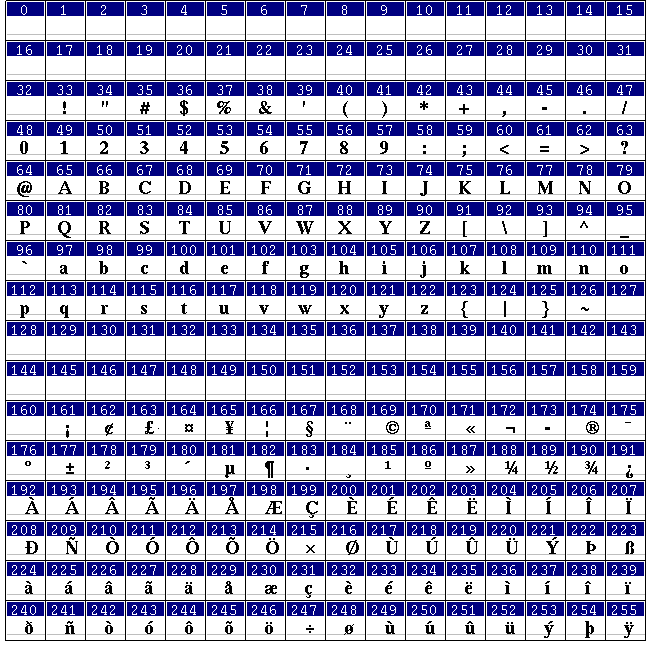 0 1 2 3 4 5 6 7 8 9 10 11 12 13 14 15
16 17 18 19 20 21 22 23 24 25 26 27 28 29 30 31
32 33 34 35 36 37 38 39 40 41 42 43 44 45 46 47
! " # $ % & ' ( ) * + , - . /
48 49 50 51 52 53 54 55 56 57 58 59 60 61 62 63
0 1 2 3 4 5 6 7 8 9 : ; < = > ?
64 65 66 67 68 69 70 71 72 73 74 75 76 77 78 79
@ A B C D E F G H I J K L M N O
80 81 82 83 84 85 86 87 88 89 90 91 92 93 94 95
P Q R S T U V W X Y Z [ \ ] ^ _
96 97 98 99 100 101 102 103 104 105 106 107 108 109 110 111
` a b c d e f g h i j k l m n o
112 113 114 115 116 117 118 119 120 121 122 123 124 125 126 127
p q r s t u v w x y z { | } ~
128 129 130 131 132 133 134 135 136 137 138 139 140 141 142 143
144 145 146 147 148 149 150 151 152 153 154 155 156 157 158 159
160 161 162 163 164 165 166 167 168 169 170 171 172 173 174 175
¡ ¢ £ ¤ ¥ ¦ § ¨ © ª « ¬ - ® ¯
176 177 178 179 180 181 182 183 184 185 186 187 188 189 190 191
° ± ² ³ ´ µ ¶ · ¸ ¹ º » ¼ ½ ¾ ¿
192 193 194 195 196 197 198 199 200 201 202 203 204 205 206 207
À Á Â Ã Ä Å Æ Ç È É Ê Ë Ì Í Î Ï
208 209 210 211 212 213 214 215 216 217 218 219 220 221 222 223
Ð Ñ Ò Ó Ô Õ Ö × Ø Ù Ú Û Ü Ý Þ ß
224 225 226 227 228 229 230 231 232 233 234 235 236 237 238 239
à á â ã ä å æ ç è é ê ë ì í î ï
240 241 242 243 244 245 246 247 248 249 250 251 252 253 254 255
ð ñ ò ó ô õ ö ÷ ø ù ú û ü ý þ ÿ